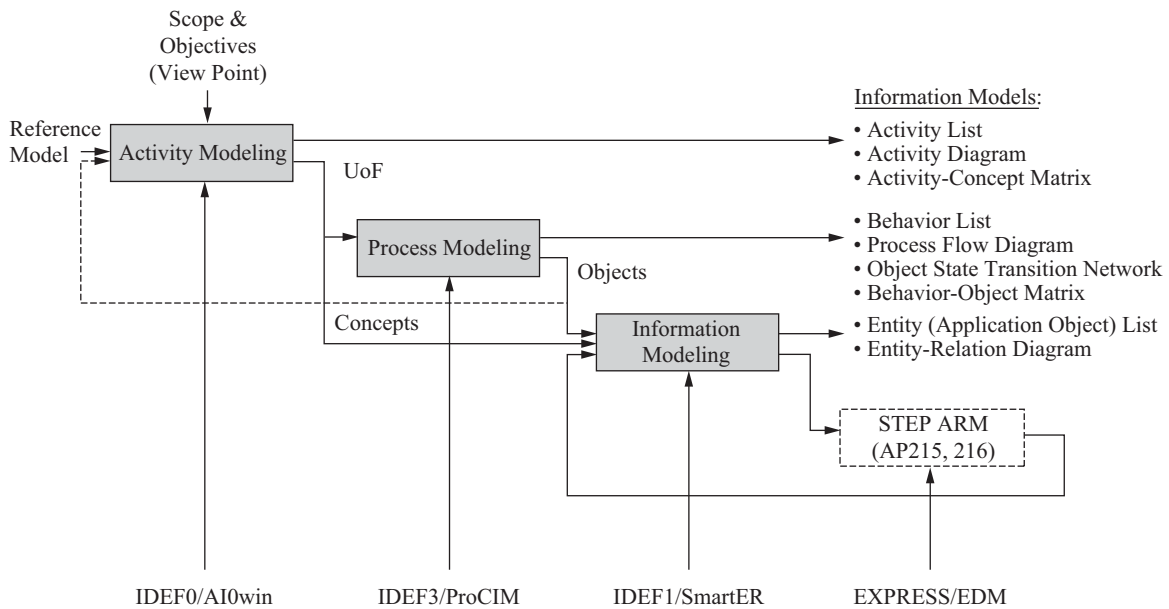 Scope &
Objectives
(View Point)
Reference
Model
Activity Modeling
UoF
Process Modeling
Objects
Concepts
Information
Modeling
STEP ARM
(AP215, 216)
Information Models:
• Activity List
• Activity Diagram
• Activity-Concept Matrix
• Behavior List
• Process Flow Diagram
• Object State Transition Network
• Behavior-Object Matrix
• Entity (Application Object) List
• Entity-Relation Diagram
IDEF0/AI0win
IDEF3/ProCIM
IDEF1/SmartER
EXPRESS/EDM